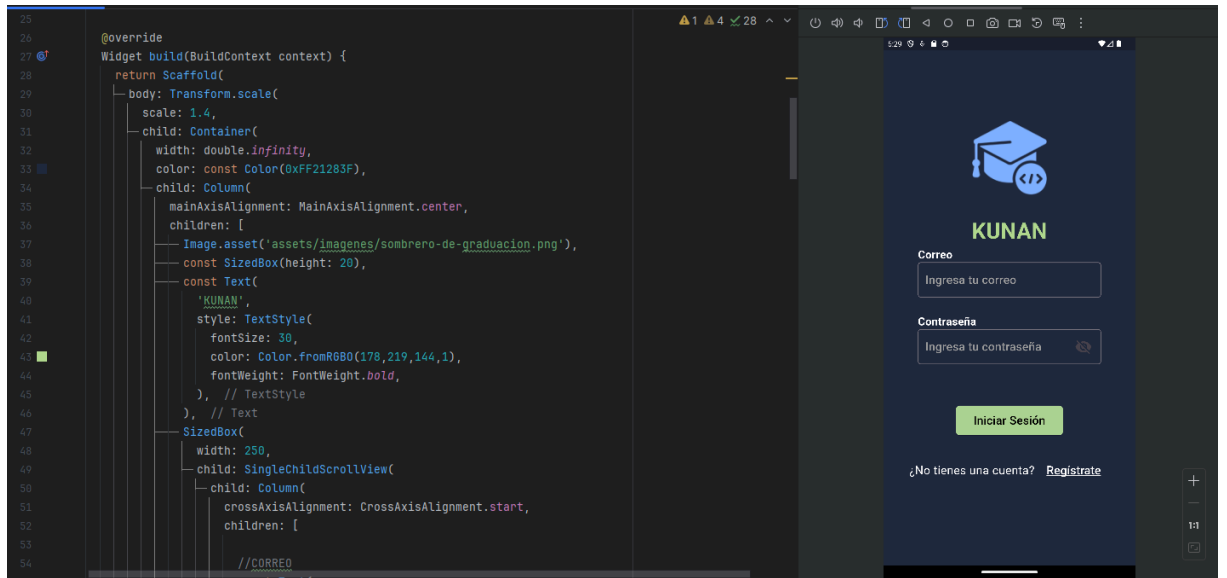 25
26 @override
27 Widget build(BuildContext context) {
28 return Scaffold(
29 body: Transform.scale(
30 scale: 1.4,
31 child: Container(
32 width: double.infinity,
33 color: const Color(0xFF21283F),
34 child: Column(
35 mainAxisAlignment: MainAxisAlignment.center,
36 children: [
37 Image.asset('assets/imagenes/sombrero-de-graduacion.png'),
38 const SizedBox(height: 20),
39 const Text(
40 'KUNAN',
41 style: TextStyle(
42 fontSize: 30,
43 color: Color.fromRGBO(178,219,144,1),
44 fontWeight: FontWeight.bold,
45 ), // TextStyle
46 ), // Text
47 SizedBox(
48 width: 250,
49 child: SingleChildScrollView(
50 child: Column(
51 crossAxisAlignment: CrossAxisAlignment.start,
52 children: [
53
54 //CORREO
1 4 28
5:29
</>
KUNAN
Correo
Ingresa tu correo
Contraseña
Ingresa tu contraseña
Iniciar Sesión
¿No tienes una cuenta? Regístrate
1:1